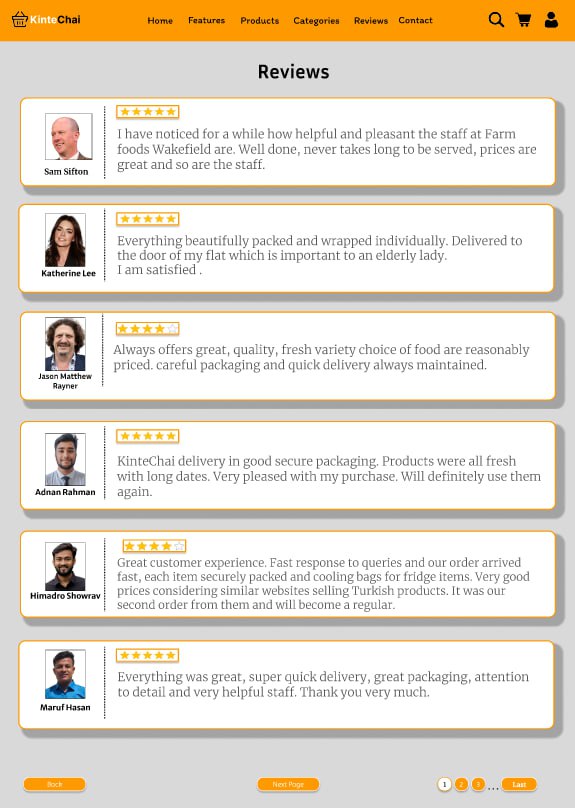 KinteChai
Home Features Products Categories Reviews Contact
Reviews
Sam Sifton
I have noticed for a while how helpful and pleasant the staff at Farm
foods Wakefield are. Well done, never takes long to be served, prices are
great and so are the staff.
Katherine Lee
Everything beautifully packed and wrapped individually. Delivered to
the door of my flat which is important to an elderly lady.
I am satisfied .
Jason Matthew
Rayner
Always offers great, quality, fresh variety choice of food are reasonably
priced. careful packaging and quick delivery always maintained.
Adnan Rahman
KinteChai delivery in good secure packaging. Products were all fresh
with long dates. Very pleased with my purchase. Will definitely use them
again.
Himadro Showrav
Great customer experience. Fast response to queries and our order arrived
fast, each item securely packed and cooling bags for fridge items. Very good
prices considering similar websites selling Turkish products. It was our
second order from them and will become a regular.
Maruf Hasan
Everything was great, super quick delivery, great packaging, attention
to detail and very helpful staff. Thank you very much.
Back Next Page 1 2 3 ... Last